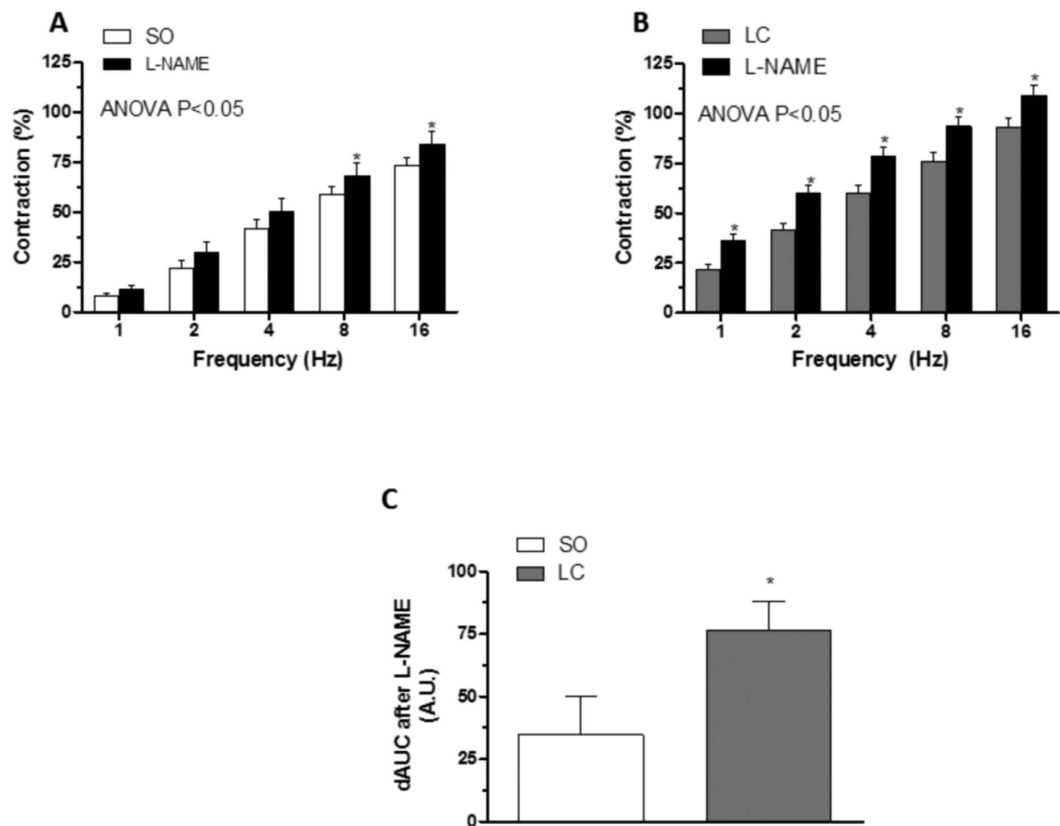 A
SO
L-NAME
ANOVA P<0.05
Contraction (%)
125
100
75
50
25
0
*
*
1 2 4 8 16
Frequency (Hz)
B
LC
L-NAME
ANOVA P<0.05
Contraction (%)
125
100
75
50
25
0
*
*
*
*
*
1 2 4 8 16
Frequency (Hz)
C
SO
LC
dAUC after L-NAME
(A.U.)
100
75
50
25
0
*